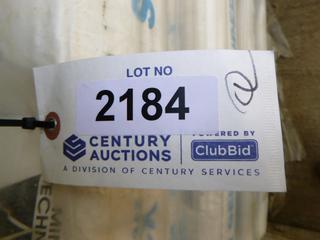 LOT NO
2184
CENTURY
AUCTIONS
POWERED BY
ClubBid
A DIVISION OF CENTURY SERVICES